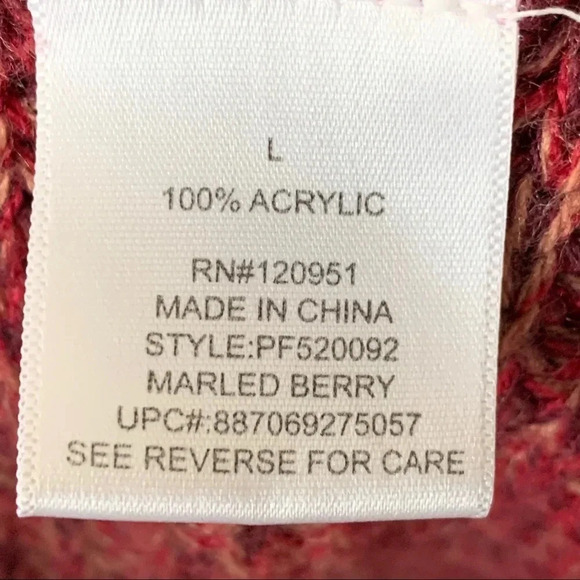 L
100% ACRYLIC
RN#120951
MADE IN CHINA
STYLE:PF520092
MARLED BERRY
UPC#:887069275057
SEE REVERSE FOR CARE